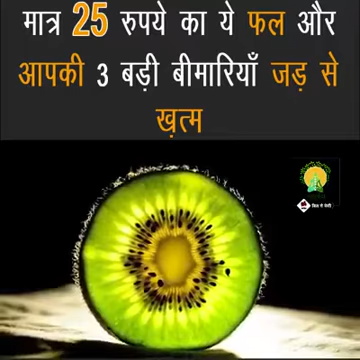 मात्र 25 रुपये का ये फल और
आपकी 3 बड़ी बीमारियाँ जड़ से
ख़त्म